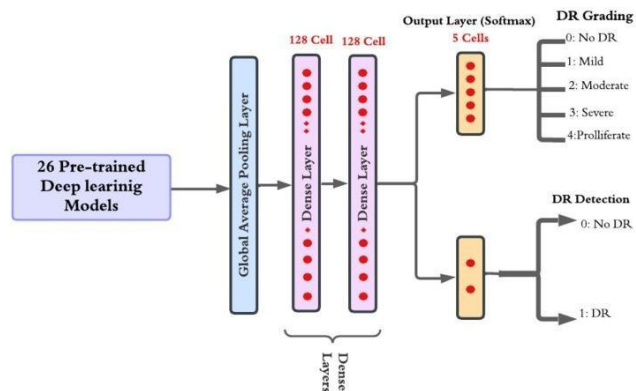 26 Pre-trained
Deep learinig
Models
Global Average Pooling Layer
128 Cell
Dense Layer
128 Cell
Dense Layer
Dense
Layers
Output Layer (Softmax)
5 Cells
DR Grading
0: No DR
1: Mild
2: Moderate
3: Severe
4:Prolliferate
DR Detection
0: No DR
1: DR